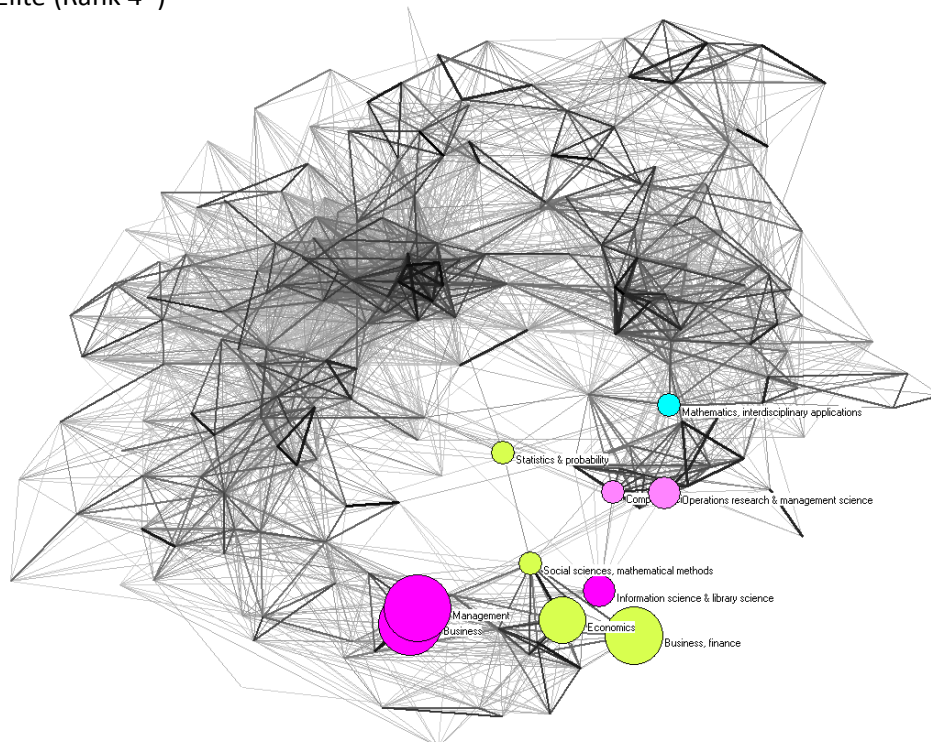 Elite (Rank 4*)
Mathematics, interdisciplinary applications
Statistics & probability
Operations research & management science
Social sciences, mathematical methods
Information science & library science
Management
Economics
Business
Business, finance